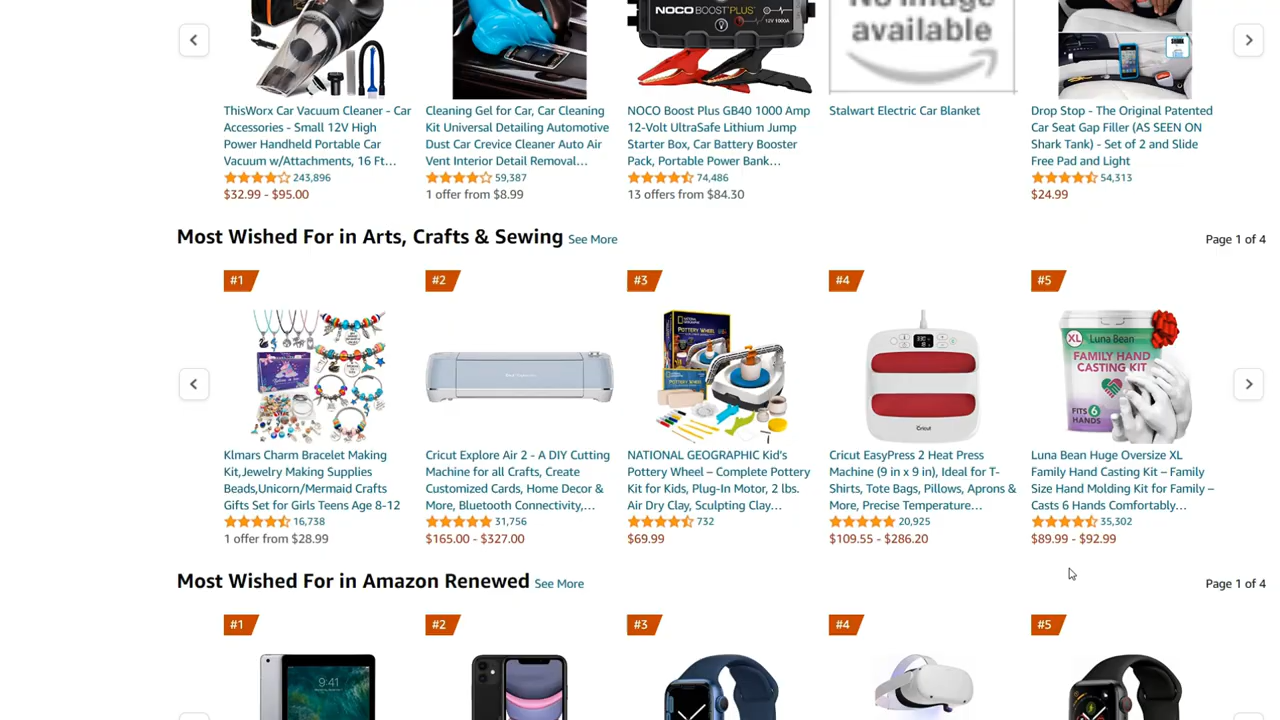 NOCO BOOST PLUS
12V 1000A
No image
available
ThisWorx Car Vacuum Cleaner - Car
Accessories - Small 12V High
Power Handheld Portable Car
Vacuum w/Attachments, 16 Ft…
243,896
$32.99 - $95.00
Cleaning Gel for Car, Car Cleaning
Kit Universal Detailing Automotive
Dust Car Crevice Cleaner Auto Air
Vent Interior Detail Removal…
59,387
1 offer from $8.99
NOCO Boost Plus GB40 1000 Amp
12-Volt UltraSafe Lithium Jump
Starter Box, Car Battery Booster
Pack, Portable Power Bank…
74,486
13 offers from $84.30
Stalwart Electric Car Blanket
Drop Stop - The Original Patented
Car Seat Gap Filler (AS SEEN ON
Shark Tank) - Set of 2 and Slide
Free Pad and Light
54,313
$24.99
Most Wished For in Arts, Crafts & Sewing See More
Page 1 of 4
#1
#2
#3
#4
#5
POTTERY WHEEL
POTTERY WHEEL
Cricut
XL Luna Bean
FAMILY HAND
CASTING KIT
FITS 6
HANDS
Klmars Charm Bracelet Making
Kit,Jewelry Making Supplies
Beads,Unicorn/Mermaid Crafts
Gifts Set for Girls Teens Age 8-12
16,738
1 offer from $28.99
Cricut Explore Air 2 - A DIY Cutting
Machine for all Crafts, Create
Customized Cards, Home Decor &
More, Bluetooth Connectivity,…
31,756
$165.00 - $327.00
NATIONAL GEOGRAPHIC Kid's
Pottery Wheel – Complete Pottery
Kit for Kids, Plug-In Motor, 2 lbs.
Air Dry Clay, Sculpting Clay…
732
$69.99
Cricut EasyPress 2 Heat Press
Machine (9 in x 9 in), Ideal for T-
Shirts, Tote Bags, Pillows, Aprons &
More, Precise Temperature…
20,925
$109.55 - $286.20
Luna Bean Huge Oversize XL
Family Hand Casting Kit – Family
Size Hand Molding Kit for Family –
Casts 6 Hands Comfortably…
35,302
$89.99 - $92.99
Most Wished For in Amazon Renewed See More
Page 1 of 4
#1
#2
#3
#4
#5
9:41